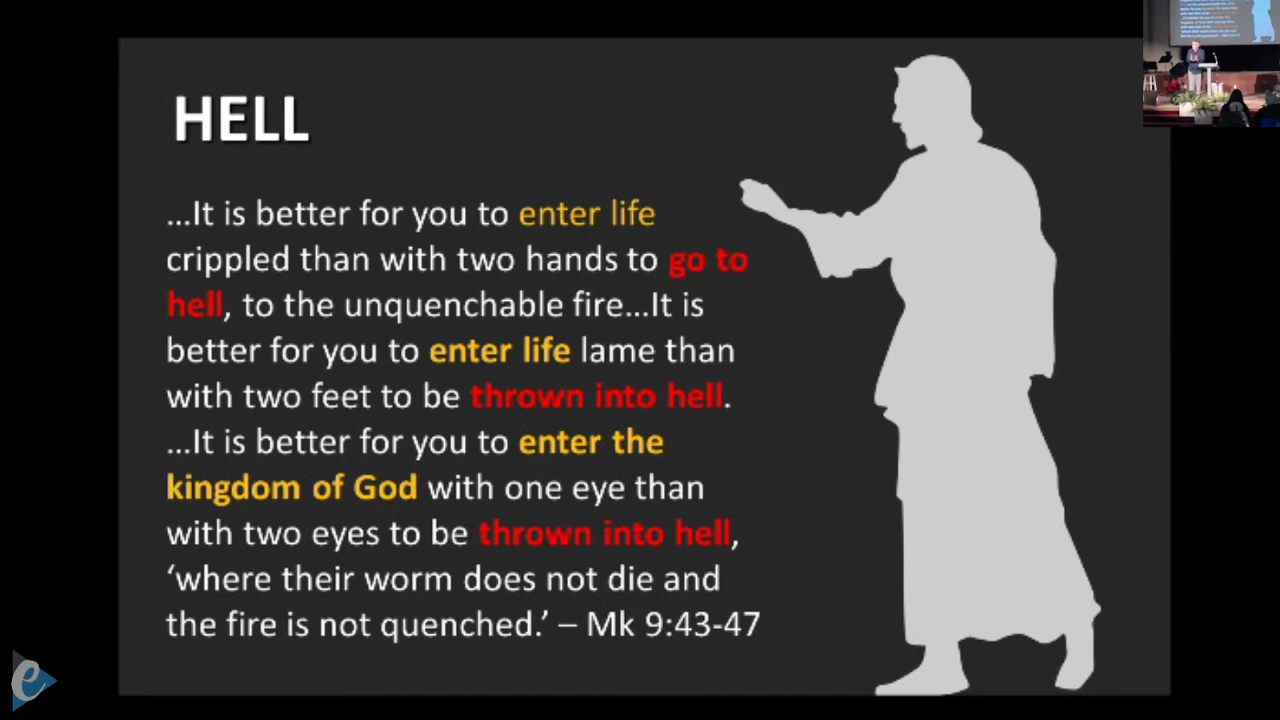 HELL
…It is better for you to enter life
crippled than with two hands to go to
hell, to the unquenchable fire…It is
better for you to enter life lame than
with two feet to be thrown into hell.
…It is better for you to enter the
kingdom of God with one eye than
with two eyes to be thrown into hell,
‘where their worm does not die and
the fire is not quenched.’ – Mk 9:43-47
e